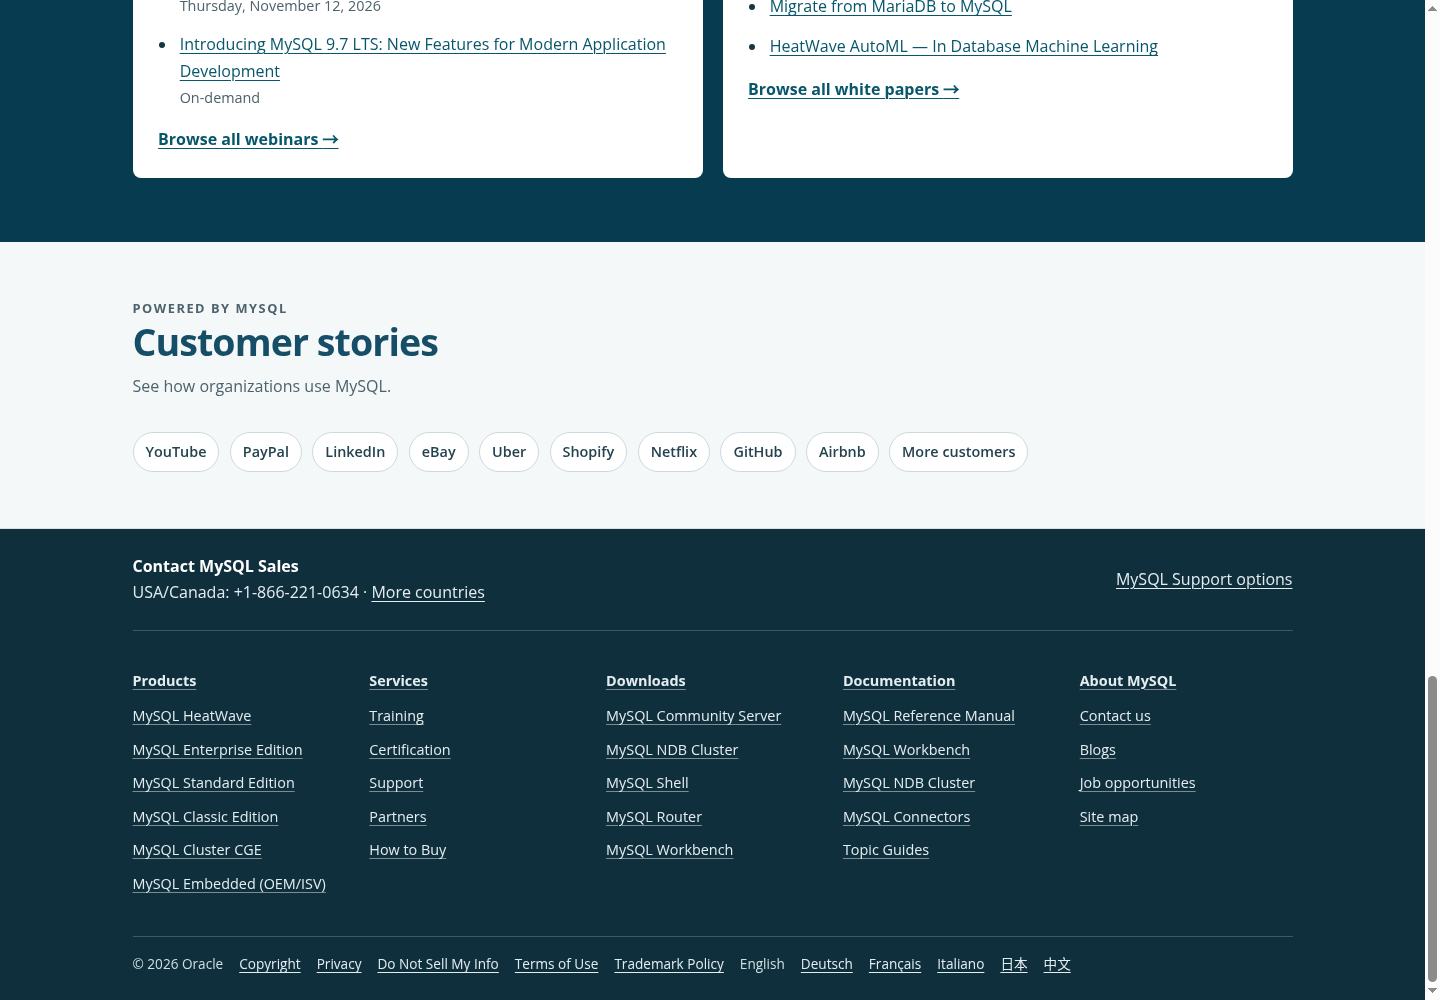 Thursday, November 12, 2026
Introducing MySQL 9.7 LTS: New Features for Modern Application
Development
On-demand
Browse all webinars →
Migrate from MariaDB to MySQL
HeatWave AutoML — In Database Machine Learning
Browse all white papers →
POWERED BY MYSQL
Customer stories
See how organizations use MySQL.
YouTube PayPal LinkedIn eBay Uber Shopify Netflix GitHub Airbnb More customers
Contact MySQL Sales
USA/Canada: +1-866-221-0634 · More countries
MySQL Support options
Products
MySQL HeatWave
MySQL Enterprise Edition
MySQL Standard Edition
MySQL Classic Edition
MySQL Cluster CGE
MySQL Embedded (OEM/ISV)
Services
Training
Certification
Support
Partners
How to Buy
Downloads
MySQL Community Server
MySQL NDB Cluster
MySQL Shell
MySQL Router
MySQL Workbench
Documentation
MySQL Reference Manual
MySQL Workbench
MySQL NDB Cluster
MySQL Connectors
Topic Guides
About MySQL
Contact us
Blogs
Job opportunities
Site map
© 2026 Oracle Copyright Privacy Do Not Sell My Info Terms of Use Trademark Policy English Deutsch Français Italiano 日本 中文